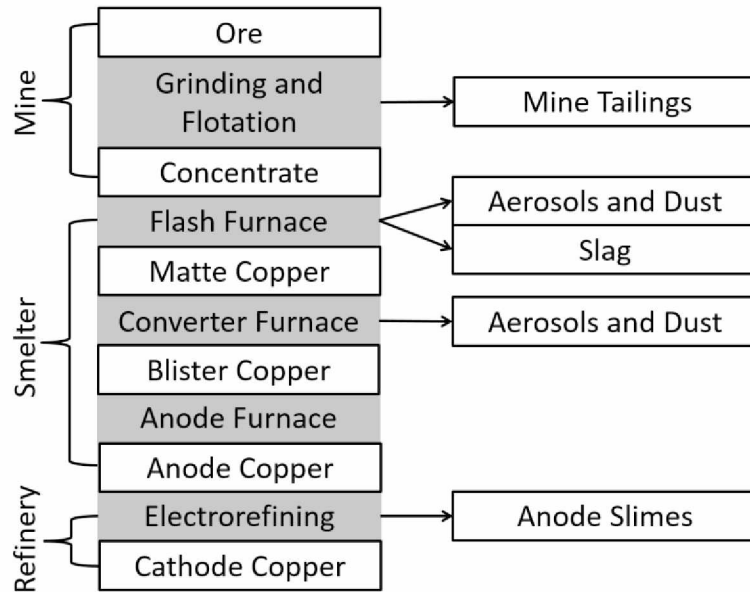 Mine
Ore
Grinding and
Flotation
Mine Tailings
Concentrate
Smelter
Flash Furnace
Aerosols and Dust
Slag
Matte Copper
Converter Furnace
Aerosols and Dust
Blister Copper
Anode Furnace
Anode Copper
Refinery
Electrorefining
Anode Slimes
Cathode Copper